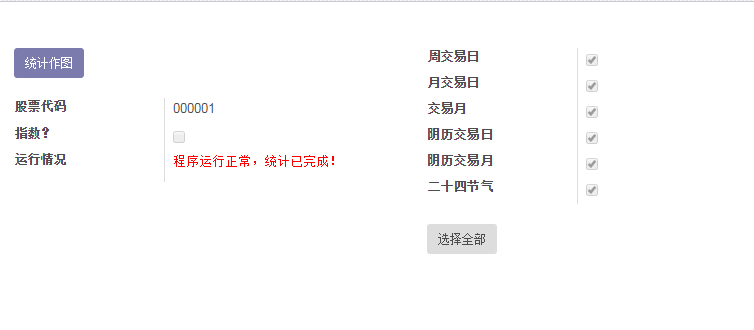 统计作图
股票代码 000001
指数？
运行情况 程序运行正常，统计已完成！
周交易日
月交易日
交易月
阴历交易日
阴历交易月
二十四节气
选择全部